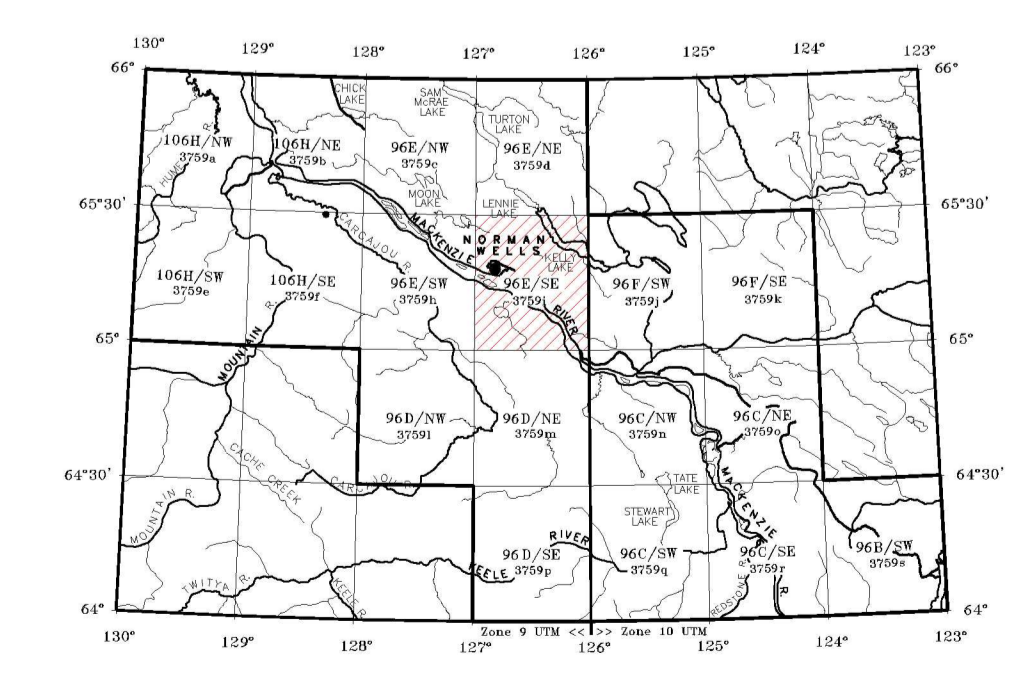 130°
129°
128°
127°
126°
125°
124°
123°
66°
66°
CHICK
LAKE
SAM
McRAE
LAKE
TURTON
LAKE
106H/NW
3759a
106H/NE
3759b
96E/NW
3759c
96E/NE
3759d
HUME R.
MOON
LAKE
LENNIE
LAKE
65°30'
65°30'
CARCAJOU R.
MACKENZIE
NORMAN
WELLS
KELLY
LAKE
106H/SW
3759e
106H/SE
3759f
96E/SW
3759h
96E/SE
3759i
96F/SW
3759j
96F/SE
3759k
RIVER
65°
65°
MOUNTAIN R.
96D/NW
3759l
96D/NE
3759m
96C/NW
3759n
96C/NE
3759o
64°30'
64°30'
CACHE CREEK
CARCAJOU R.
TATE
LAKE
MACKENZIE
MOUNTAIN R.
STEWART
LAKE
RIVER
96D/SE
3759p
96C/SW
3759q
96C/SE
3759r
96B/SW
3759s
KEELE
TWITYA R.
KEELE R.
REDSTONE R.
R.
64°
64°
Zone 9 UTM << >> Zone 10 UTM
130°
129°
128°
127°
126°
125°
124°
123°